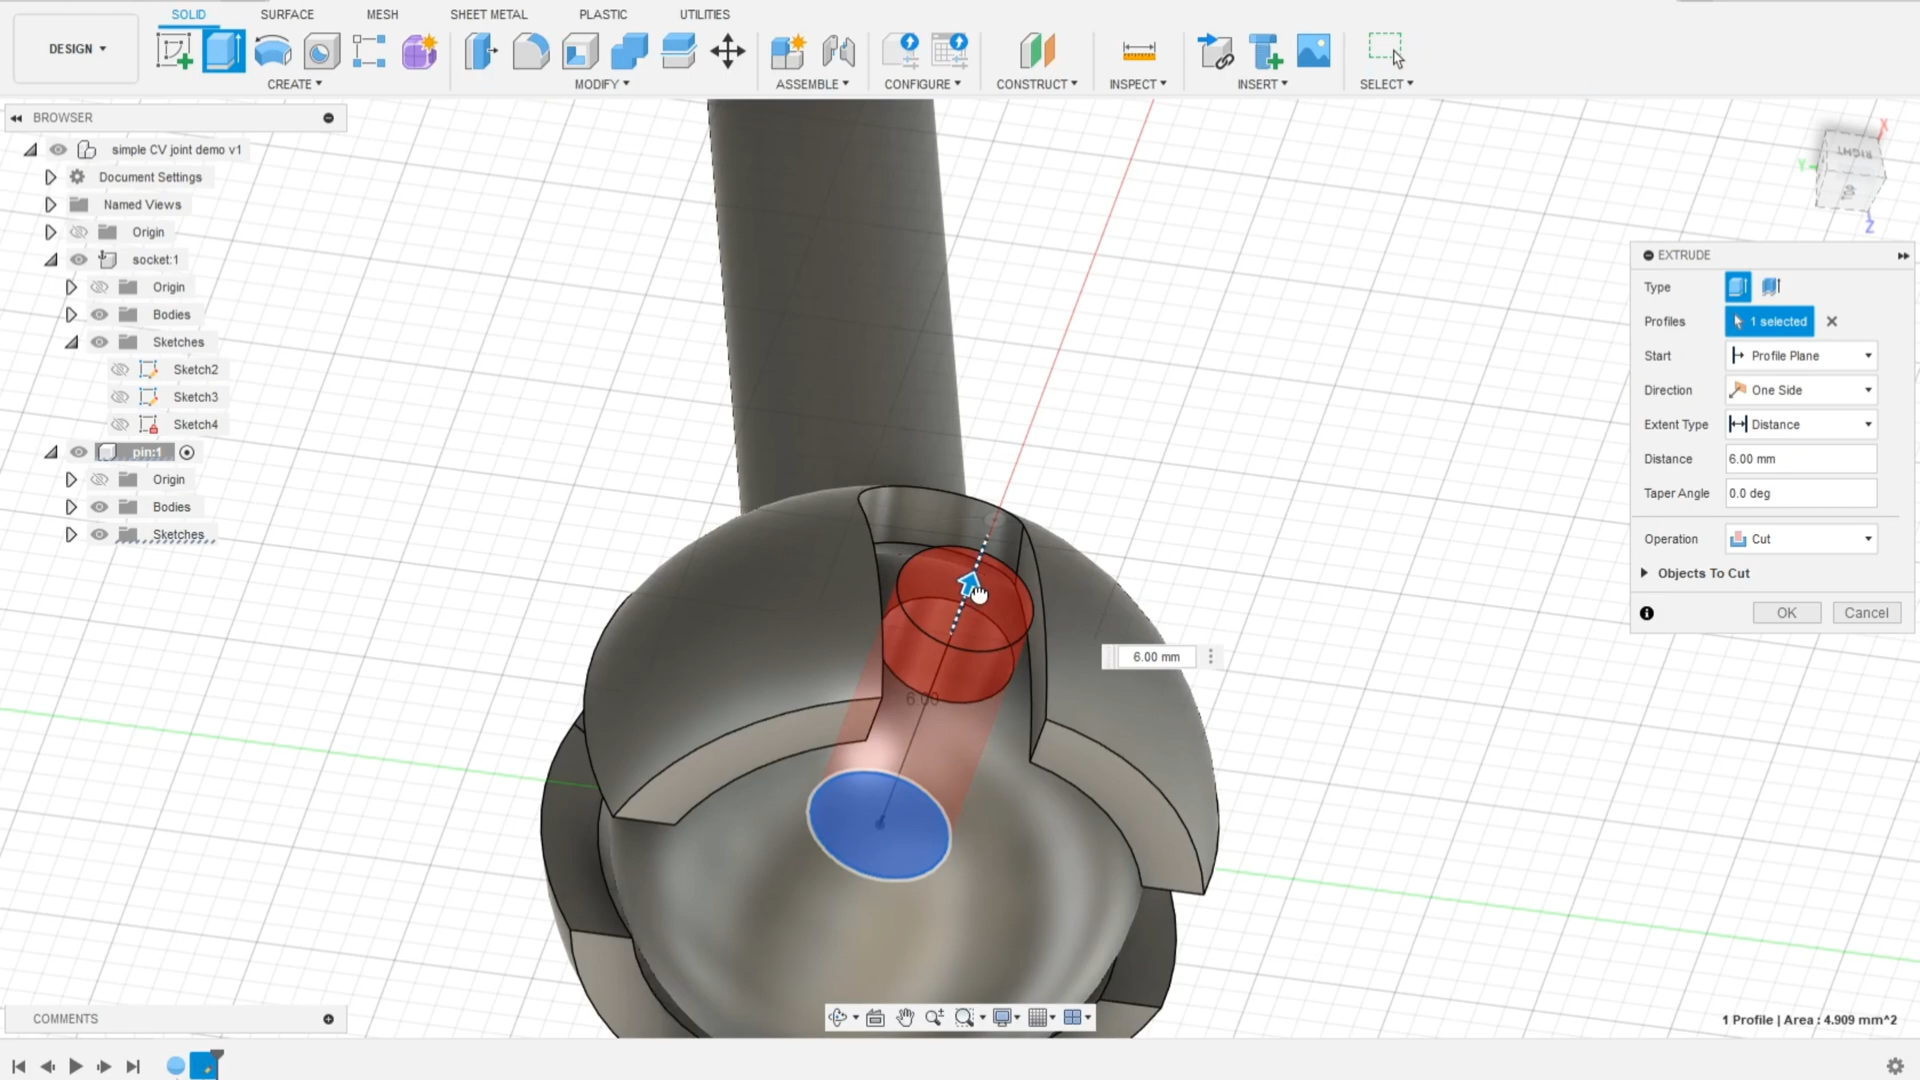 SOLID SURFACE MESH SHEET METAL PLASTIC UTILITIES
DESIGN
CREATE MODIFY ASSEMBLE CONFIGURE CONSTRUCT INSPECT INSERT SELECT
BROWSER
simple CV joint demo v1
Document Settings
Named Views
Origin
socket:1
Origin
Bodies
Sketches
Sketch2
Sketch3
Sketch4
pin:1
Origin
Bodies
Sketches
X
Y
Z
RIGHT
EXTRUDE
Type
Profiles 1 selected
Start Profile Plane
Direction One Side
Extent Type Distance
Distance 6.00 mm
Taper Angle 0.0 deg
Operation Cut
Objects To Cut
OK Cancel
6.00 mm
6.00
COMMENTS
1 Profile | Area : 4.909 mm^2